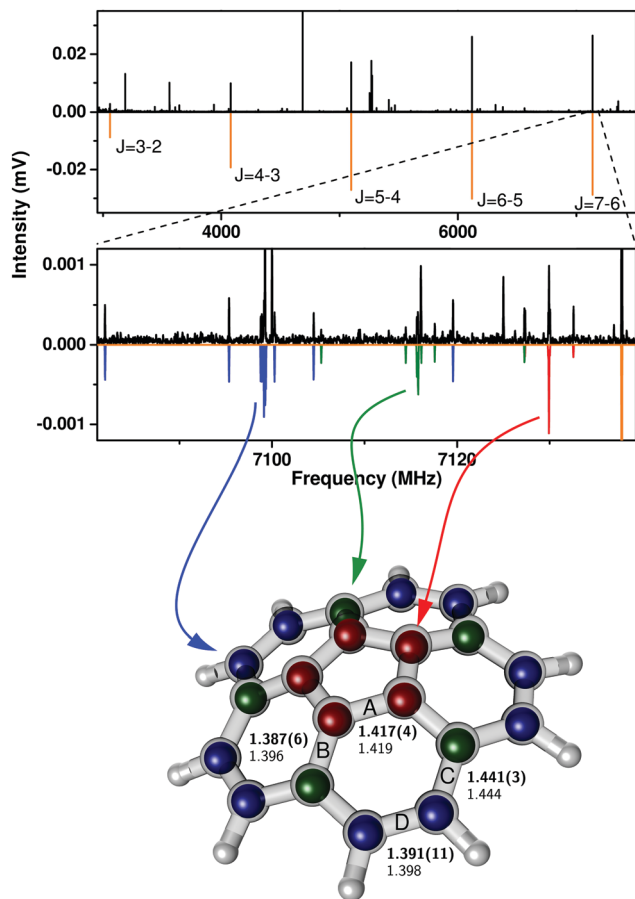 0.02
0.00
-0.02
J=3-2
J=4-3
J=5-4
J=6-5
J=7-6
4000
6000
Intensity (mV)
0.001
0.000
-0.001
7100
7120
Frequency (MHz)
A
1.417(4)
1.419
B
1.387(6)
1.396
C
1.441(3)
1.444
D
1.391(11)
1.398